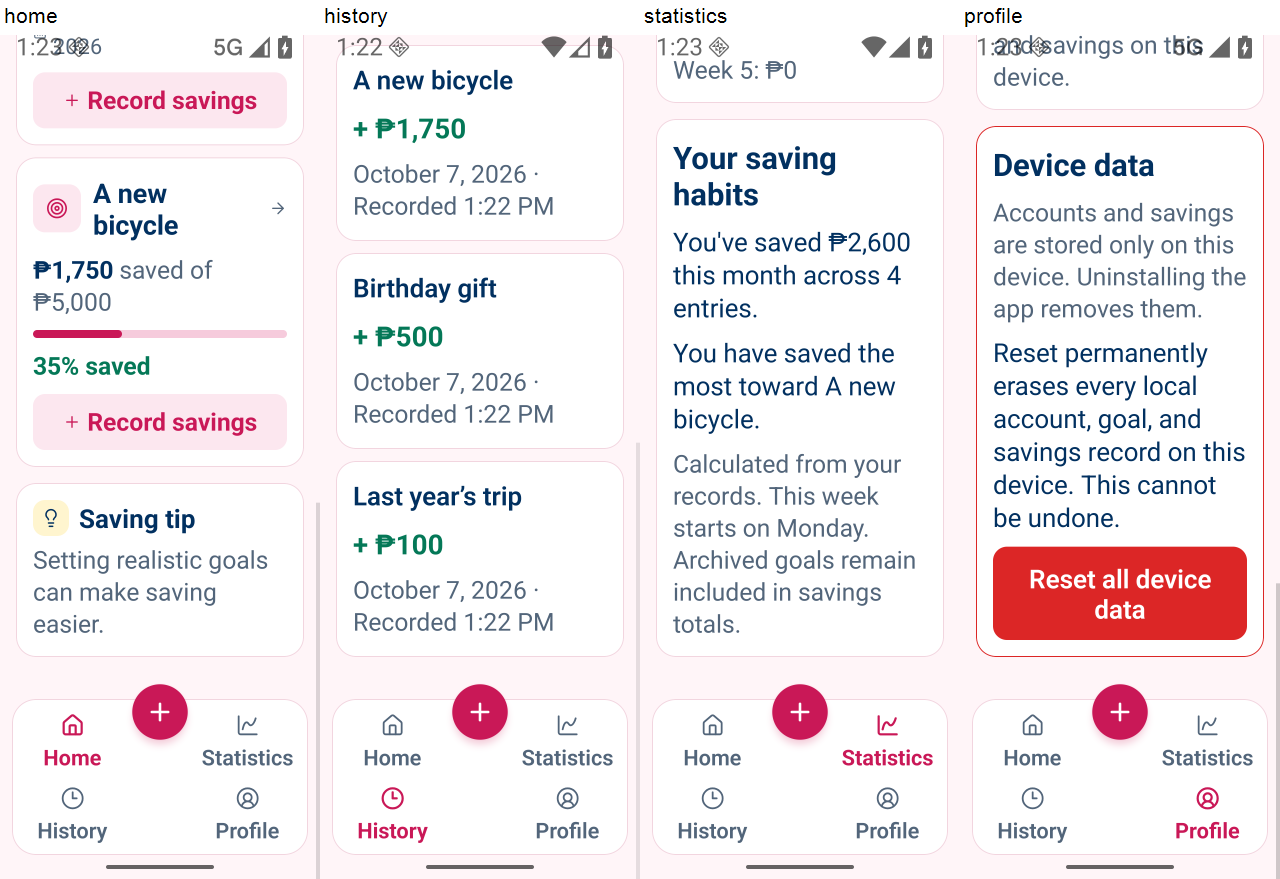 home
1:23
2026
5G
+ Record savings
A new
bicycle
₱1,750 saved of
₱5,000
35% saved
+ Record savings
Saving tip
Setting realistic goals
can make saving
easier.
Home
Statistics
History
Profile
history
1:22
A new bicycle
+ ₱1,750
October 7, 2026 ·
Recorded 1:22 PM
Birthday gift
+ ₱500
October 7, 2026 ·
Recorded 1:22 PM
Last year’s trip
+ ₱100
October 7, 2026 ·
Recorded 1:22 PM
Home
Statistics
History
Profile
statistics
1:23
Week 5: ₱0
Your saving
habits
You've saved ₱2,600
this month across 4
entries.
You have saved the
most toward A new
bicycle.
Calculated from your
records. This week
starts on Monday.
Archived goals remain
included in savings
totals.
Home
Statistics
History
Profile
profile
1:23
5G
and savings on this
device.
Device data
Accounts and savings
are stored only on this
device. Uninstalling the
app removes them.
Reset permanently
erases every local
account, goal, and
savings record on this
device. This cannot
be undone.
Reset all device
data
Home
Statistics
History
Profile